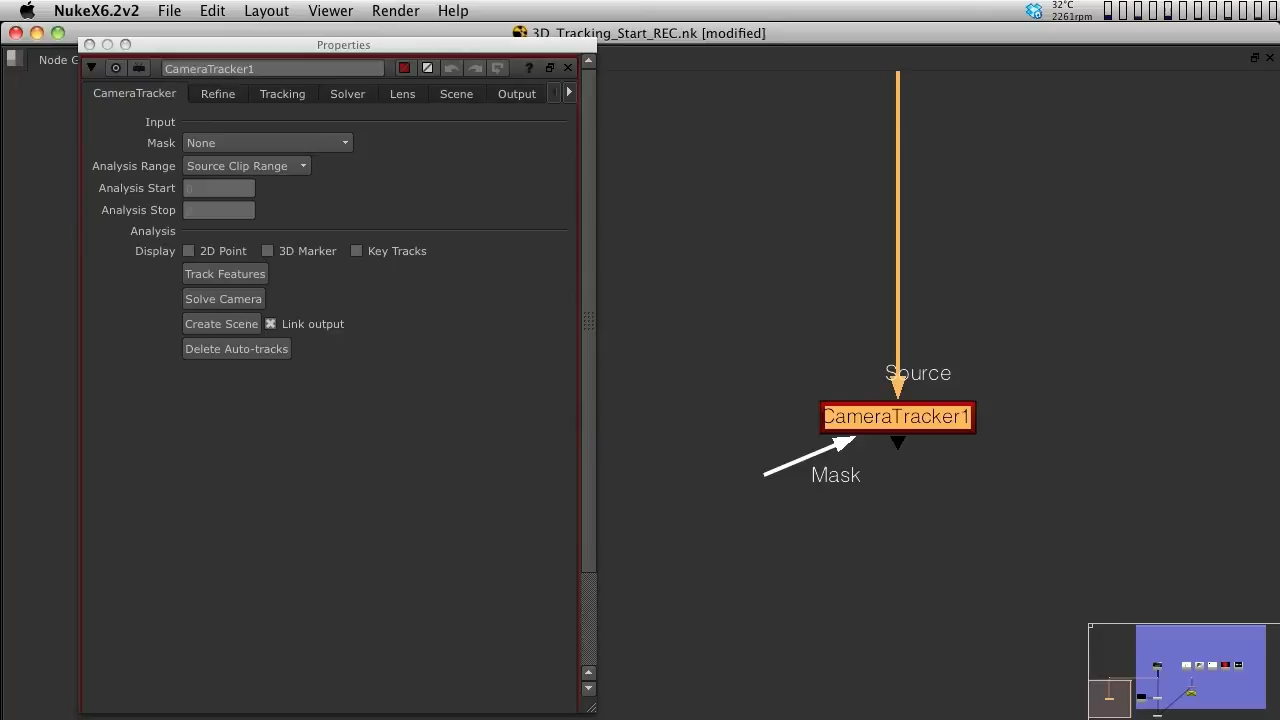 NukeX6.2v2 File Edit Layout Viewer Render Help
32°C
2261rpm
3D_Tracking_Start_REC.nk [modified]
Properties
Node G
CameraTracker1
?
CameraTracker Refine Tracking Solver Lens Scene Output
Input
Mask None
Analysis Range Source Clip Range
Analysis Start 0
Analysis Stop
Analysis
Display 2D Point 3D Marker Key Tracks
Track Features
Solve Camera
Create Scene Link output
Delete Auto-tracks
Source
CameraTracker1
Mask